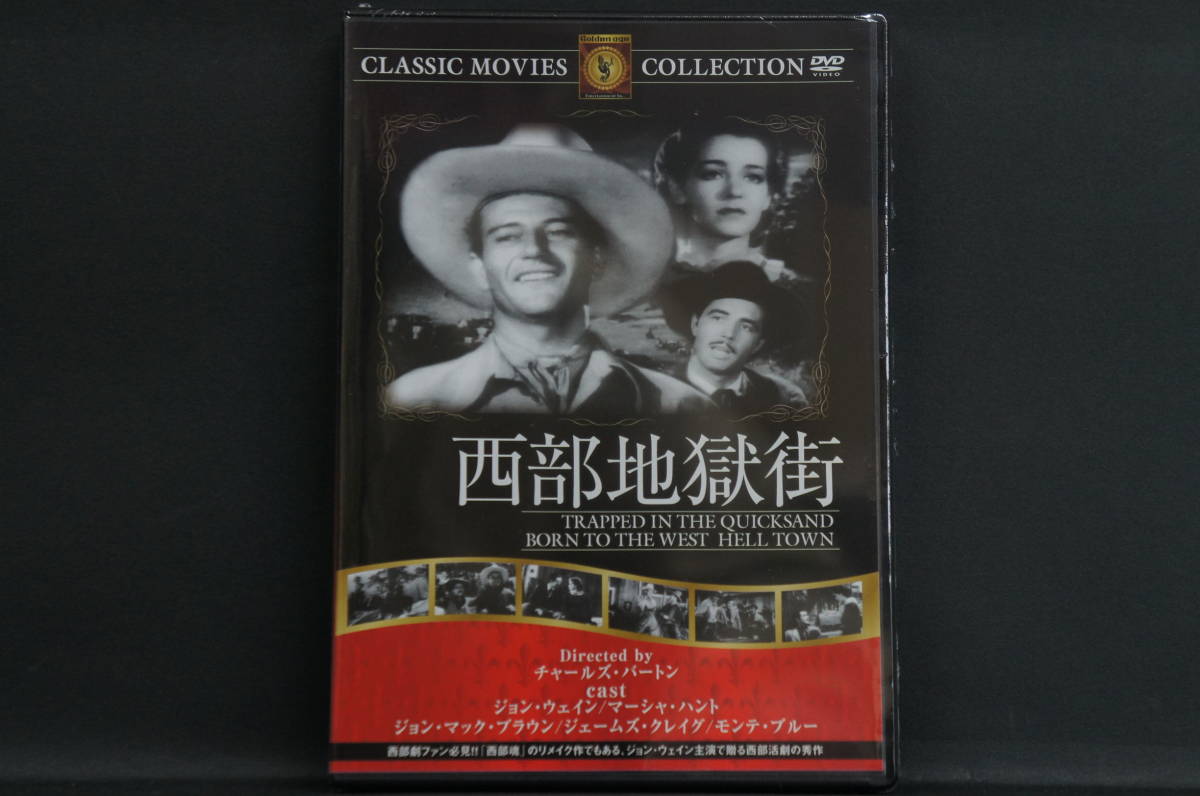 Golden age
CLASSIC MOVIES COLLECTION DVD
VIDEO
西部地獄街
TRAPPED IN THE QUICKSAND
BORN TO THE WEST HELL TOWN
Directed by
チャールズ・バートン
cast
ジョン・ウェイン/マーシャ・ハント
ジョン・マック・ブラウン/ジェームズ・クレイグ/モンテ・ブルー
西部劇ファン必見!!「西部魂」のリメイク作でもある、ジョン・ウェイン主演で贈る西部活劇の秀作